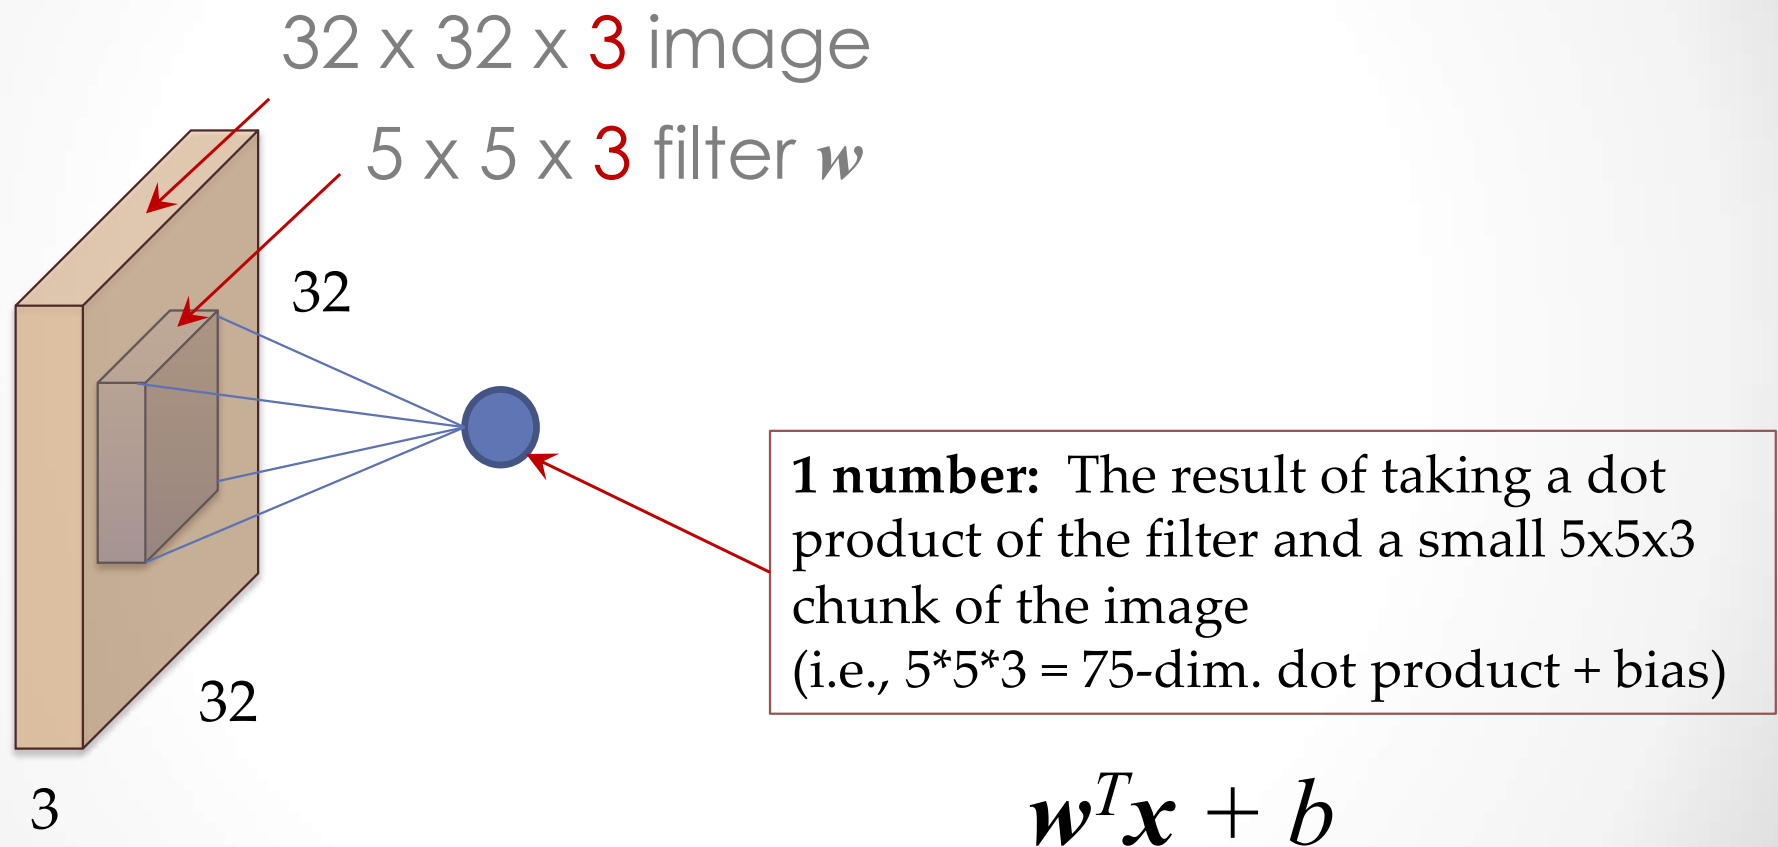 32 x 32 x 3 image
5 x 5 x 3 filter w
32
32
3
1 number: The result of taking a dot
product of the filter and a small 5x5x3
chunk of the image
(i.e., 5*5*3 = 75-dim. dot product + bias)
wᵀx + b